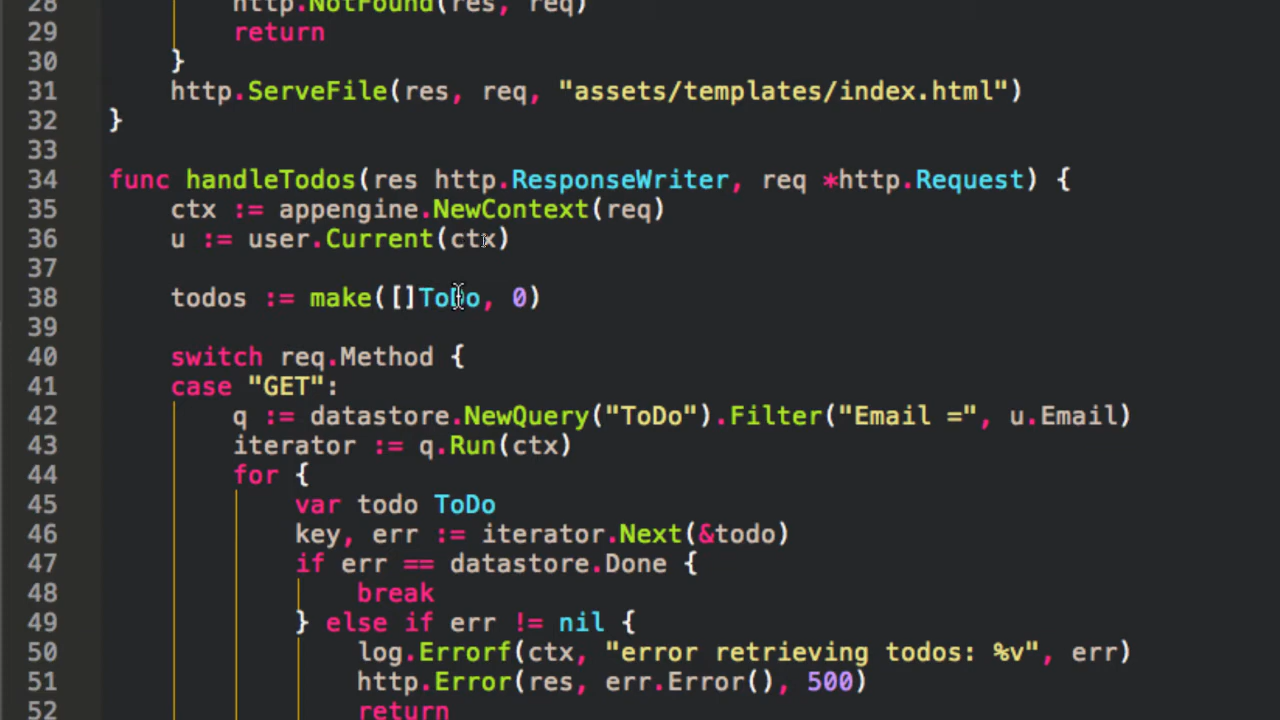 28 http.NotFound(res, req)
29 return
30 }
31 http.ServeFile(res, req, "assets/templates/index.html")
32 }
33
34 func handleTodos(res http.ResponseWriter, req *http.Request) {
35 ctx := appengine.NewContext(req)
36 u := user.Current(ctx)
37
38 todos := make([]ToDo, 0)
39
40 switch req.Method {
41 case "GET":
42 q := datastore.NewQuery("ToDo").Filter("Email =", u.Email)
43 iterator := q.Run(ctx)
44 for {
45 var todo ToDo
46 key, err := iterator.Next(&todo)
47 if err == datastore.Done {
48 break
49 } else if err != nil {
50 log.Errorf(ctx, "error retrieving todos: %v", err)
51 http.Error(res, err.Error(), 500)
52 return